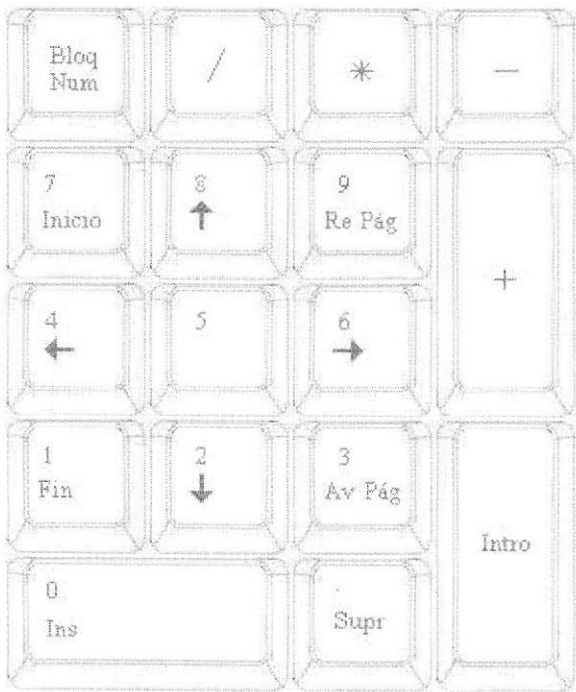 Bloq
Num
/
*
—
7
Inicio
8
↑
9
Re Pág
+
4
←
5
6
→
1
Fin
2
↓
3
Av Pág
Intro
0
Ins
Supr